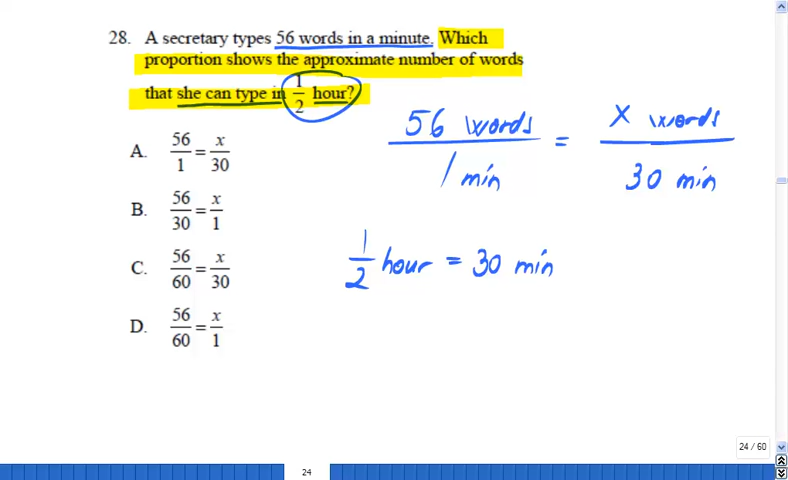 28. A secretary types 56 words in a minute. Which
proportion shows the approximate number of words
that she can type in 1/2 hour?
56 words / 1 min = x words / 30 min
A. 56/1 = x/30
B. 56/30 = x/1
1/2 hour = 30 min
C. 56/60 = x/30
D. 56/60 = x/1
24 / 60
24